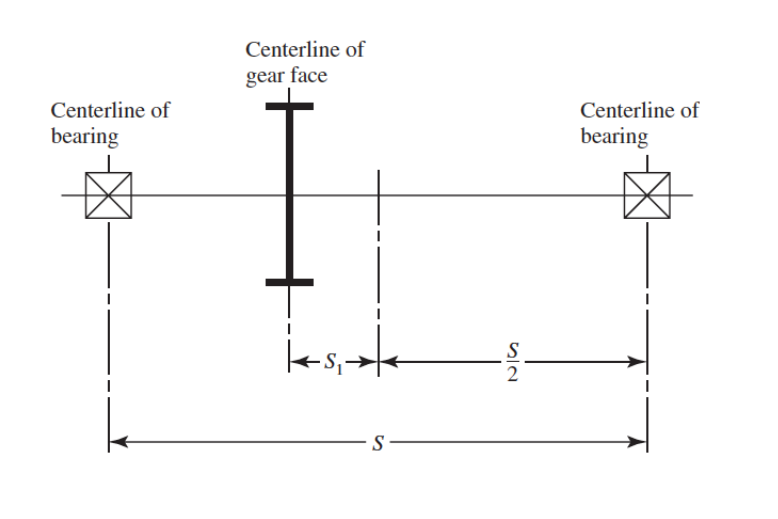 Centerline of
gear face
Centerline of
bearing
Centerline of
bearing
S₁
S
2
S